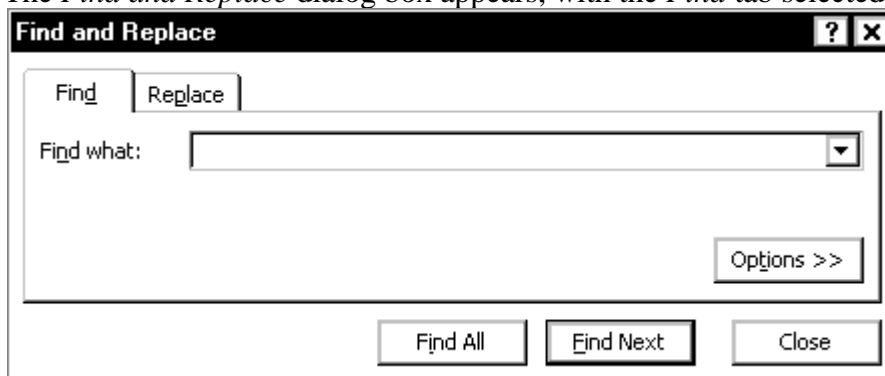 The Find and Replace dialog box appears, with the Find tab selected
Find and Replace
Find Replace
Find what:
Options >>
Find All Find Next Close